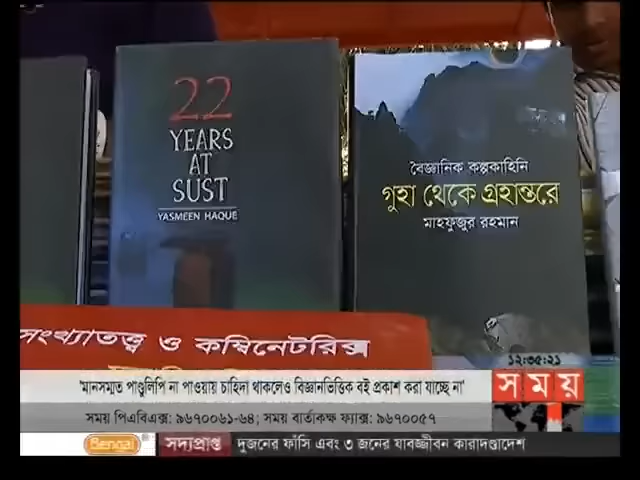 22
YEARS
AT
SUST
YASMEEN HAQUE
বৈজ্ঞানিক কল্পকাহিনি
গুহা থেকে গ্রহান্তরে
মাহফুজুর রহমান
সংখ্যাতত্ত্ব ও কম্বিনেটরিক্স
১২:৩৫:২১
'মানসম্মত পাণ্ডুলিপি না পাওয়ায় চাহিদা থাকলেও বিজ্ঞানভিত্তিক বই প্রকাশ করা যাচ্ছে না'
সময়
সময় পিএবিএক্স: ৯৬৭০০৬১-৬৪; সময় বার্তাকক্ষ ফ্যাক্স: ৯৬৭০০৫৭
Bengal
সদ্যপ্রাপ্ত
দুজনের ফাঁসি এবং ৩ জনের যাবজ্জীবন কারাদণ্ডাদেশ